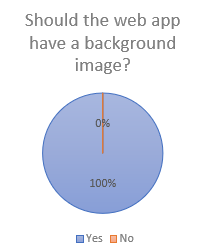 Should the web app
have a background
image?
0%
100%
Yes No